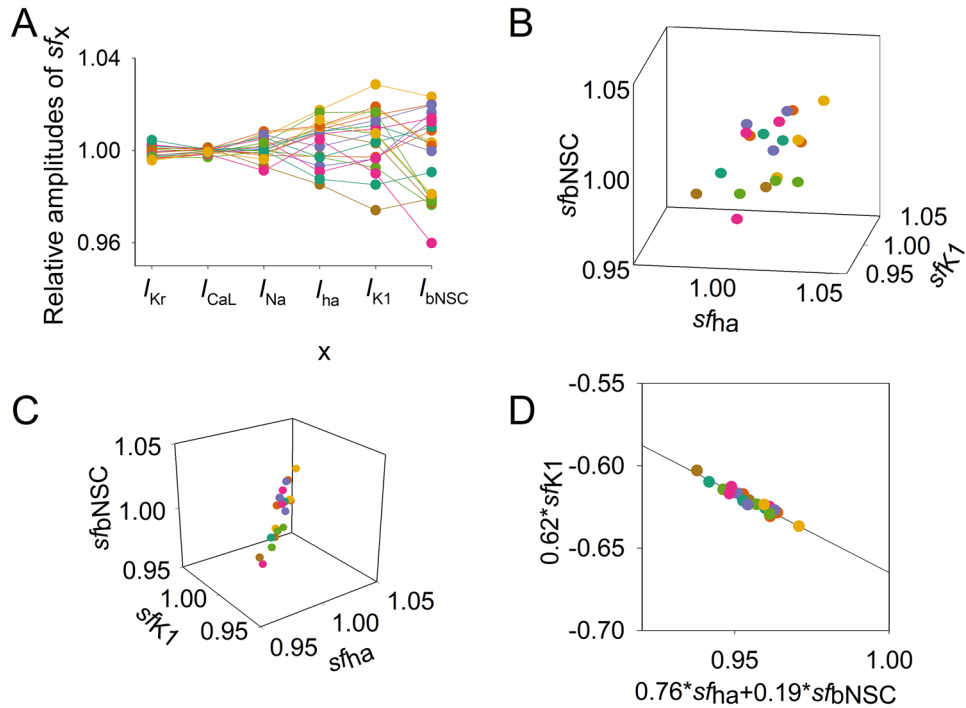 A
Relative amplitudes of sfx
1.04
1.00
0.96
IKr ICaL INa Iha IK1 IbNSC
x
B
sfbNSC
1.05
1.00
0.95
1.00
1.05
sfha
0.95
1.00
1.05
sfK1
C
sfbNSC
1.05
1.00
0.95
1.00
0.95
sfK1
0.95
1.00
1.05
sfha
D
0.62*sfK1
-0.55
-0.60
-0.65
-0.70
0.95 1.00
0.76*sfha+0.19*sfbNSC